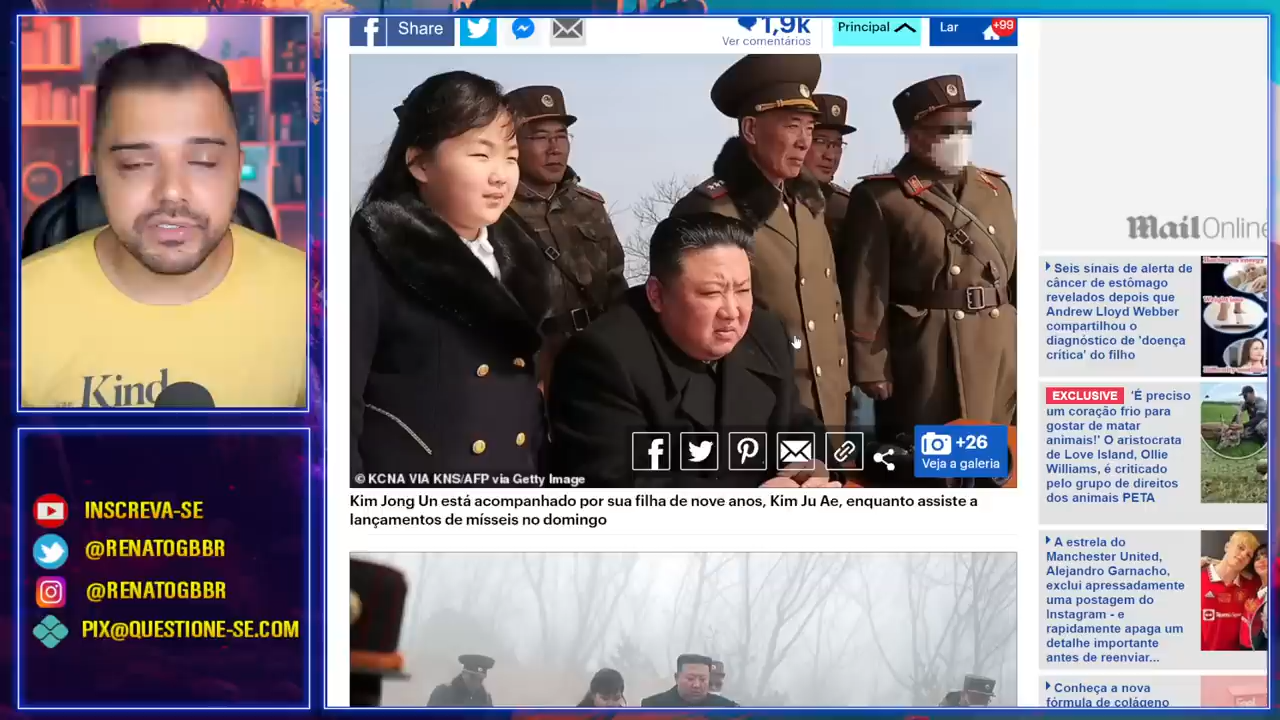 Share
1,9k
Ver comentários
Principal
Lar
+99
Kind
INSCREVA-SE
@RENATOGBBR
@RENATOGBBR
PIX@QUESTIONE-SE.COM
+26
Veja a galeria
© KCNA VIA KNS/AFP via Getty Image
Kim Jong Un está acompanhado por sua filha de nove anos, Kim Ju Ae, enquanto assiste a
lançamentos de mísseis no domingo
MailOnline
Seis sinais de alerta de
câncer de estômago
revelados depois que
Andrew Lloyd Webber
compartilhou o
diagnóstico de 'doença
crítica' do filho
EXCLUSIVE 'É preciso
um coração frio para
gostar de matar
animais!' O aristocrata
de Love Island, Ollie
Williams, é criticado
pelo grupo de direitos
dos animais PETA
A estrela do
Manchester United,
Alejandro Garnacho,
exclui apressadamente
uma postagem do
Instagram - e
rapidamente apaga um
detalhe importante
antes de reenviar...
Conheça a nova
fórmula de colágeno